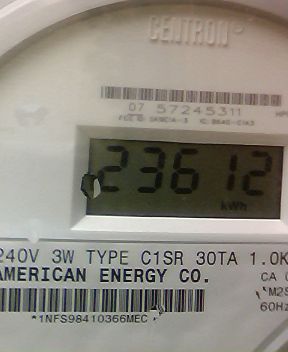 CENTRON®
07 57245311
23612
kWh
240V 3W TYPE C1SR 30TA 1.0K
AMERICAN ENERGY CO.
CA
*1NFS98410366MEC
60Hz